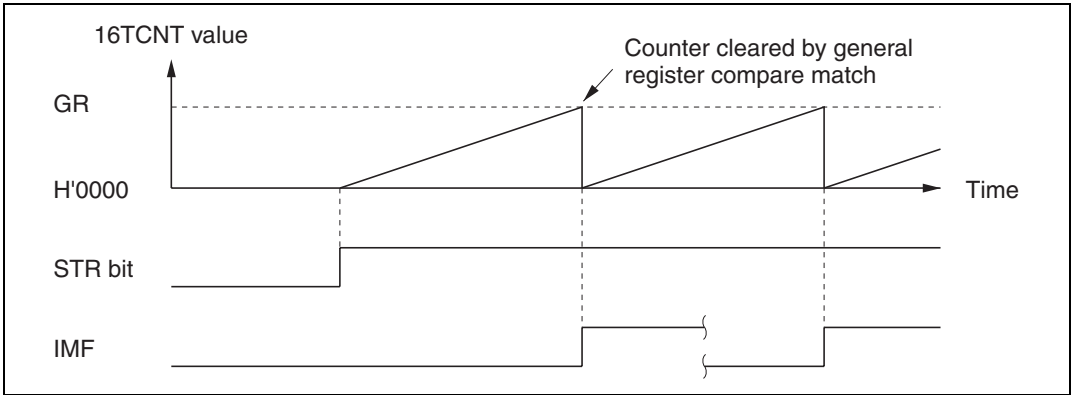 16TCNT value
Counter cleared by general
register compare match
GR
H'0000
Time
STR bit
IMF